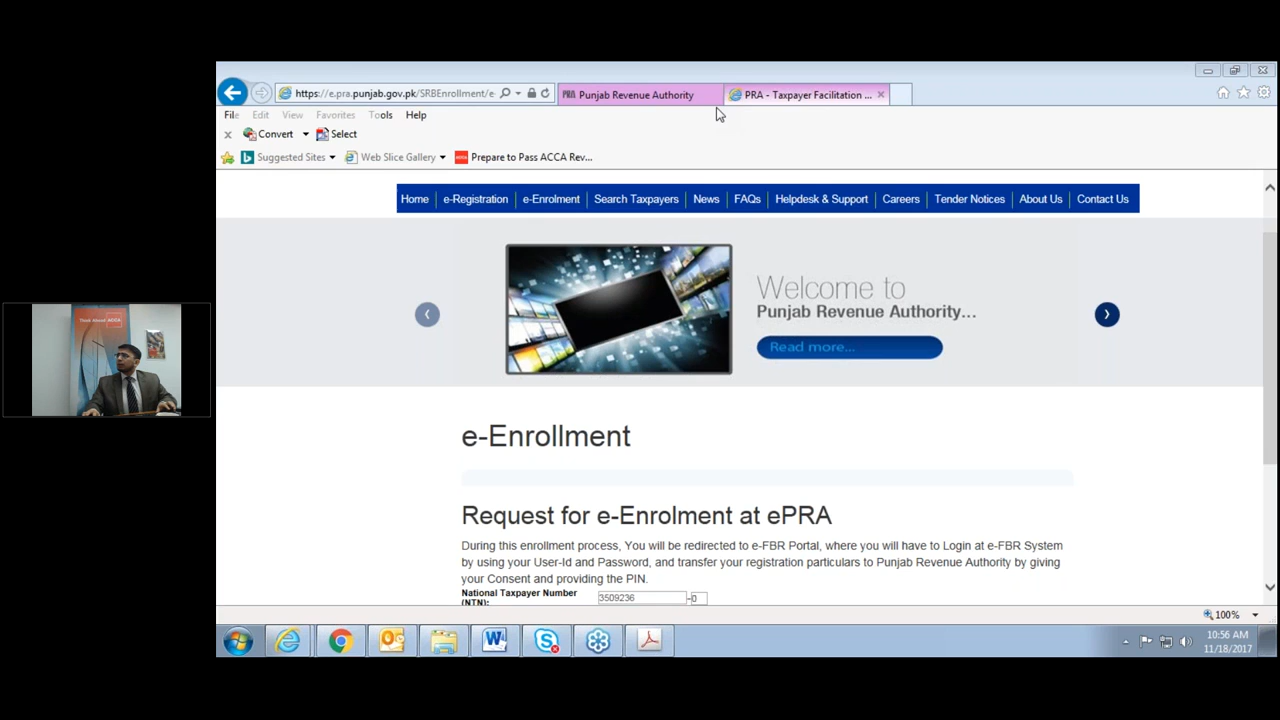 https://e.pra.punjab.gov.pk/SRBEnrollment/e
PRA Punjab Revenue Authority
PRA - Taxpayer Facilitation ...
File Edit View Favorites Tools Help
Convert Select
Suggested Sites Web Slice Gallery ACCA Prepare to Pass ACCA Rev...
Home e-Registration e-Enrolment Search Taxpayers News FAQs Helpdesk & Support Careers Tender Notices About Us Contact Us
Welcome to
Punjab Revenue Authority...
Read more...
Think Ahead ACCA
e-Enrollment
Request for e-Enrolment at ePRA
During this enrollment process, You will be redirected to e-FBR Portal, where you will have to Login at e-FBR System
by using your User-Id and Password, and transfer your registration particulars to Punjab Revenue Authority by giving
your Consent and providing the PIN.
National Taxpayer Number
(NTN):
3509236 -0
100%
10:56 AM
11/18/2017